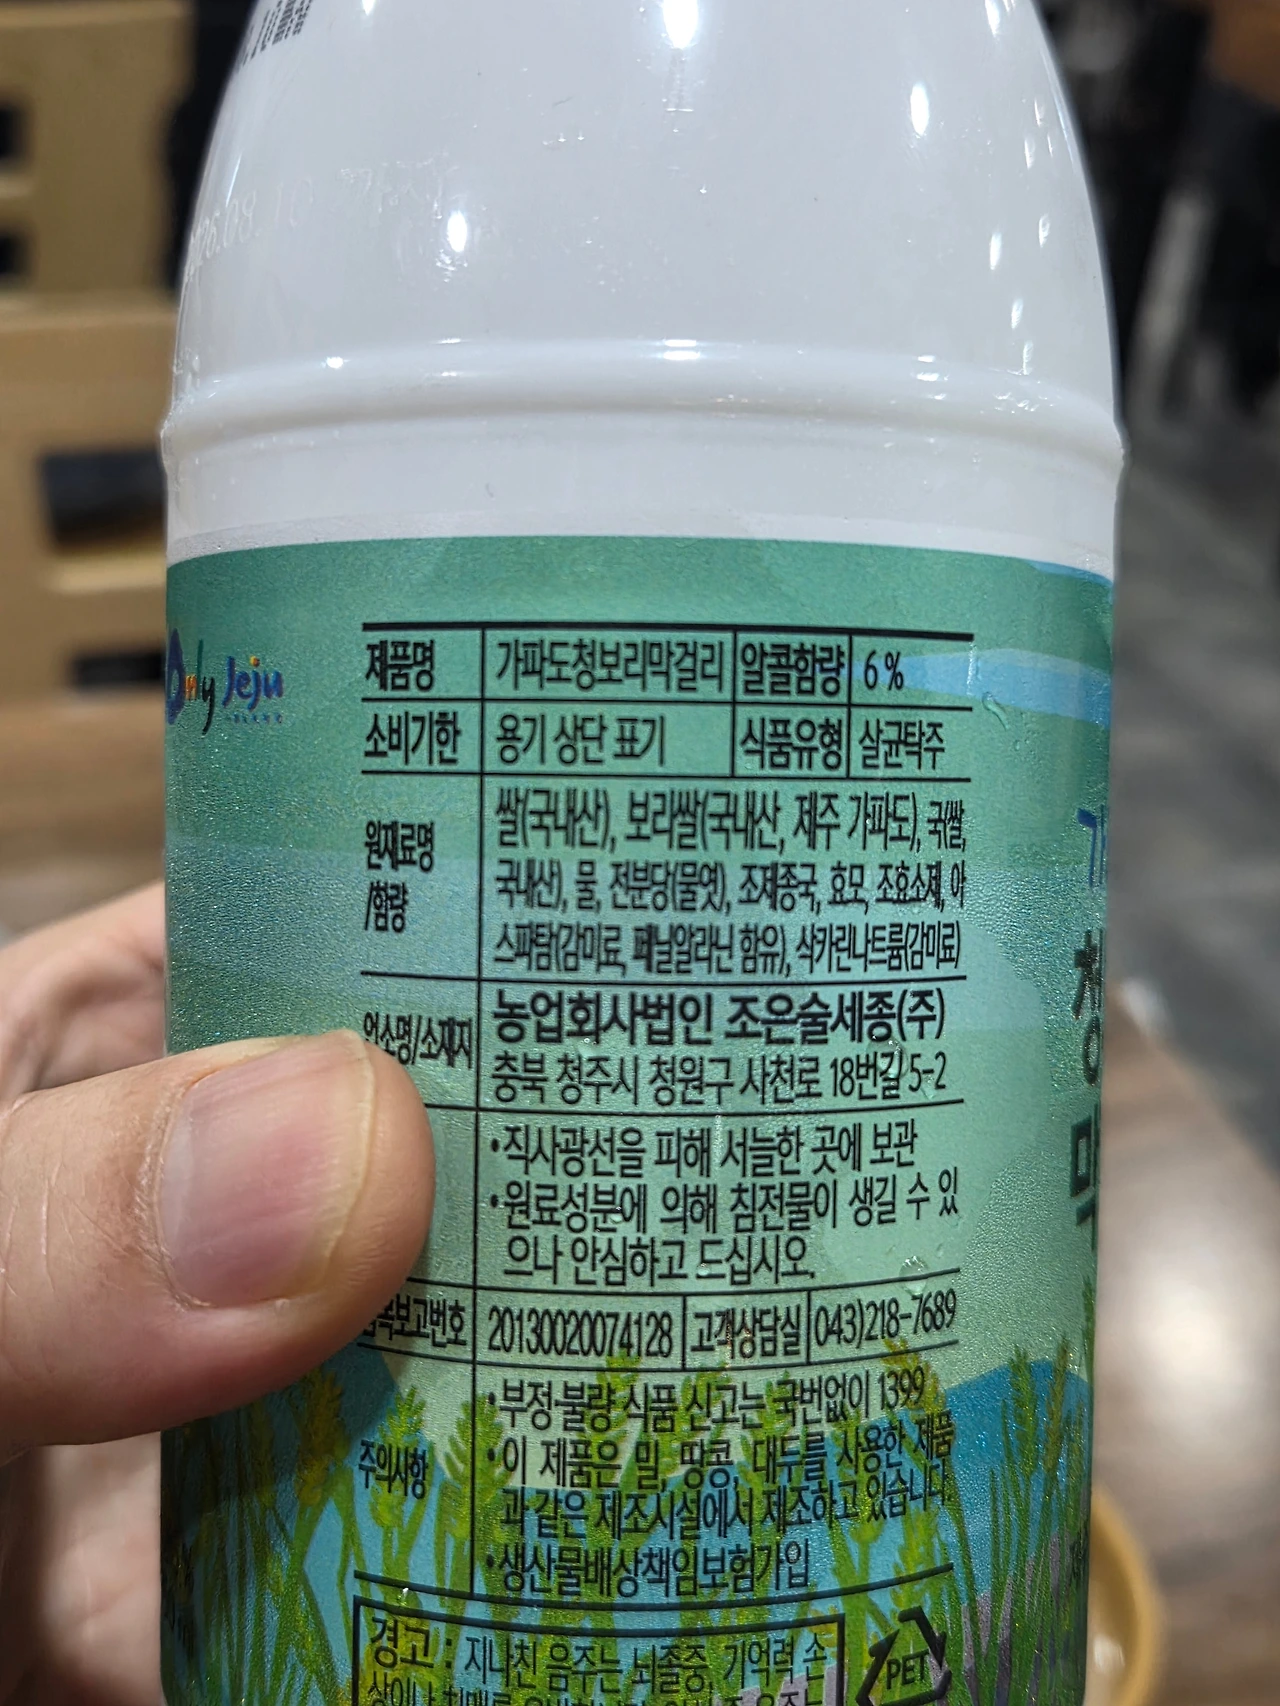 Only Jeju
제품명 가파도청보리막걸리 알콜함량 6 %
소비기한 용기 상단 표기 식품유형 살균탁주
원재료명
/함량
쌀(국내산), 보리쌀(국내산, 제주 가파도), 국(쌀,
국내산), 물, 전분당(물엿), 조제종국, 효모, 조효소제, 아
스파탐(감미료, 페닐알라닌 함유), 삭카린나트륨(감미료)
업소명/소재지 농업회사법인 조은술세종(주)
충북 청주시 청원구 사천로 18번길 5-2
•직사광선을 피해 서늘한 곳에 보관
•원료성분에 의해 침전물이 생길 수 있
으나 안심하고 드십시오.
품목보고번호 20130020074128 고객상담실 043)218-7689
주의사항
•부정·불량 식품 신고는 국번없이 1399
•이 제품은 밀, 땅콩, 대두를 사용한 제품
과 같은 제조시설에서 제조하고 있습니다.
•생산물배상책임보험가입
경고 : 지나친 음주는 뇌졸중, 기억력 손
PET